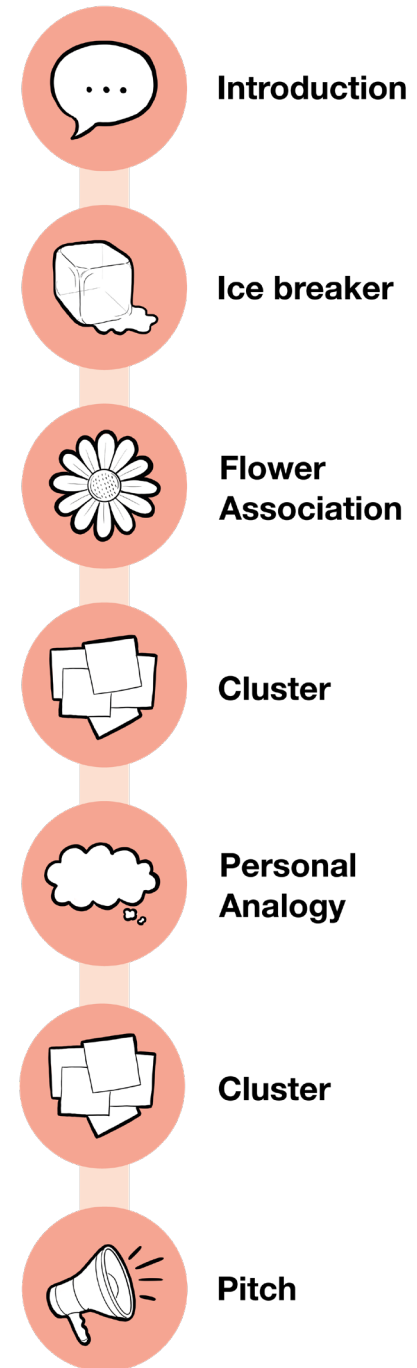 Introduction
Ice breaker
Flower
Association
Cluster
Personal
Analogy
Cluster
Pitch